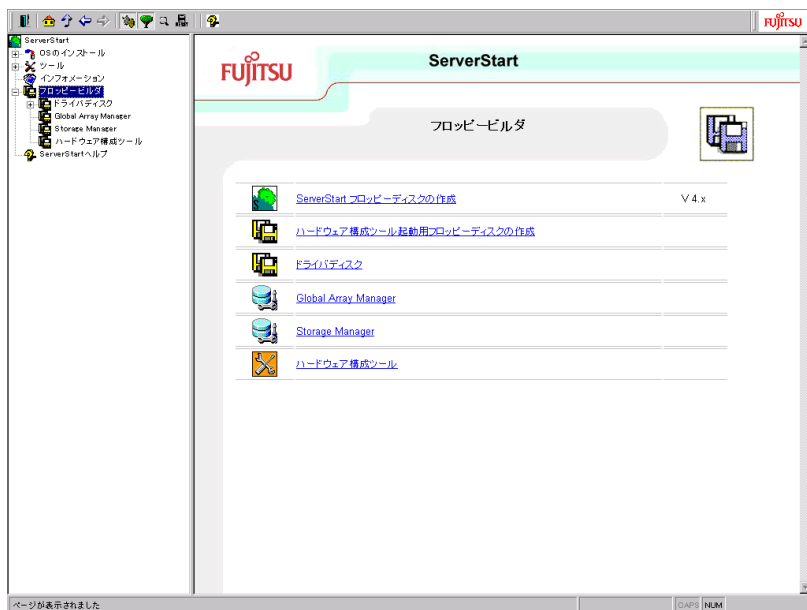 FUJITSU
ServerStart
OSのインストール
ツール
インフォメーション
フロッピービルダ
ドライバディスク
Global Array Manager
Storage Manager
ハードウェア構成ツール
ServerStartヘルプ
FUJITSU
ServerStart
フロッピービルダ
ServerStart フロッピーディスクの作成 V 4.x
ハードウェア構成ツール起動用フロッピーディスクの作成
ドライバディスク
Global Array Manager
Storage Manager
ハードウェア構成ツール
ページが表示されました
CAPS NUM